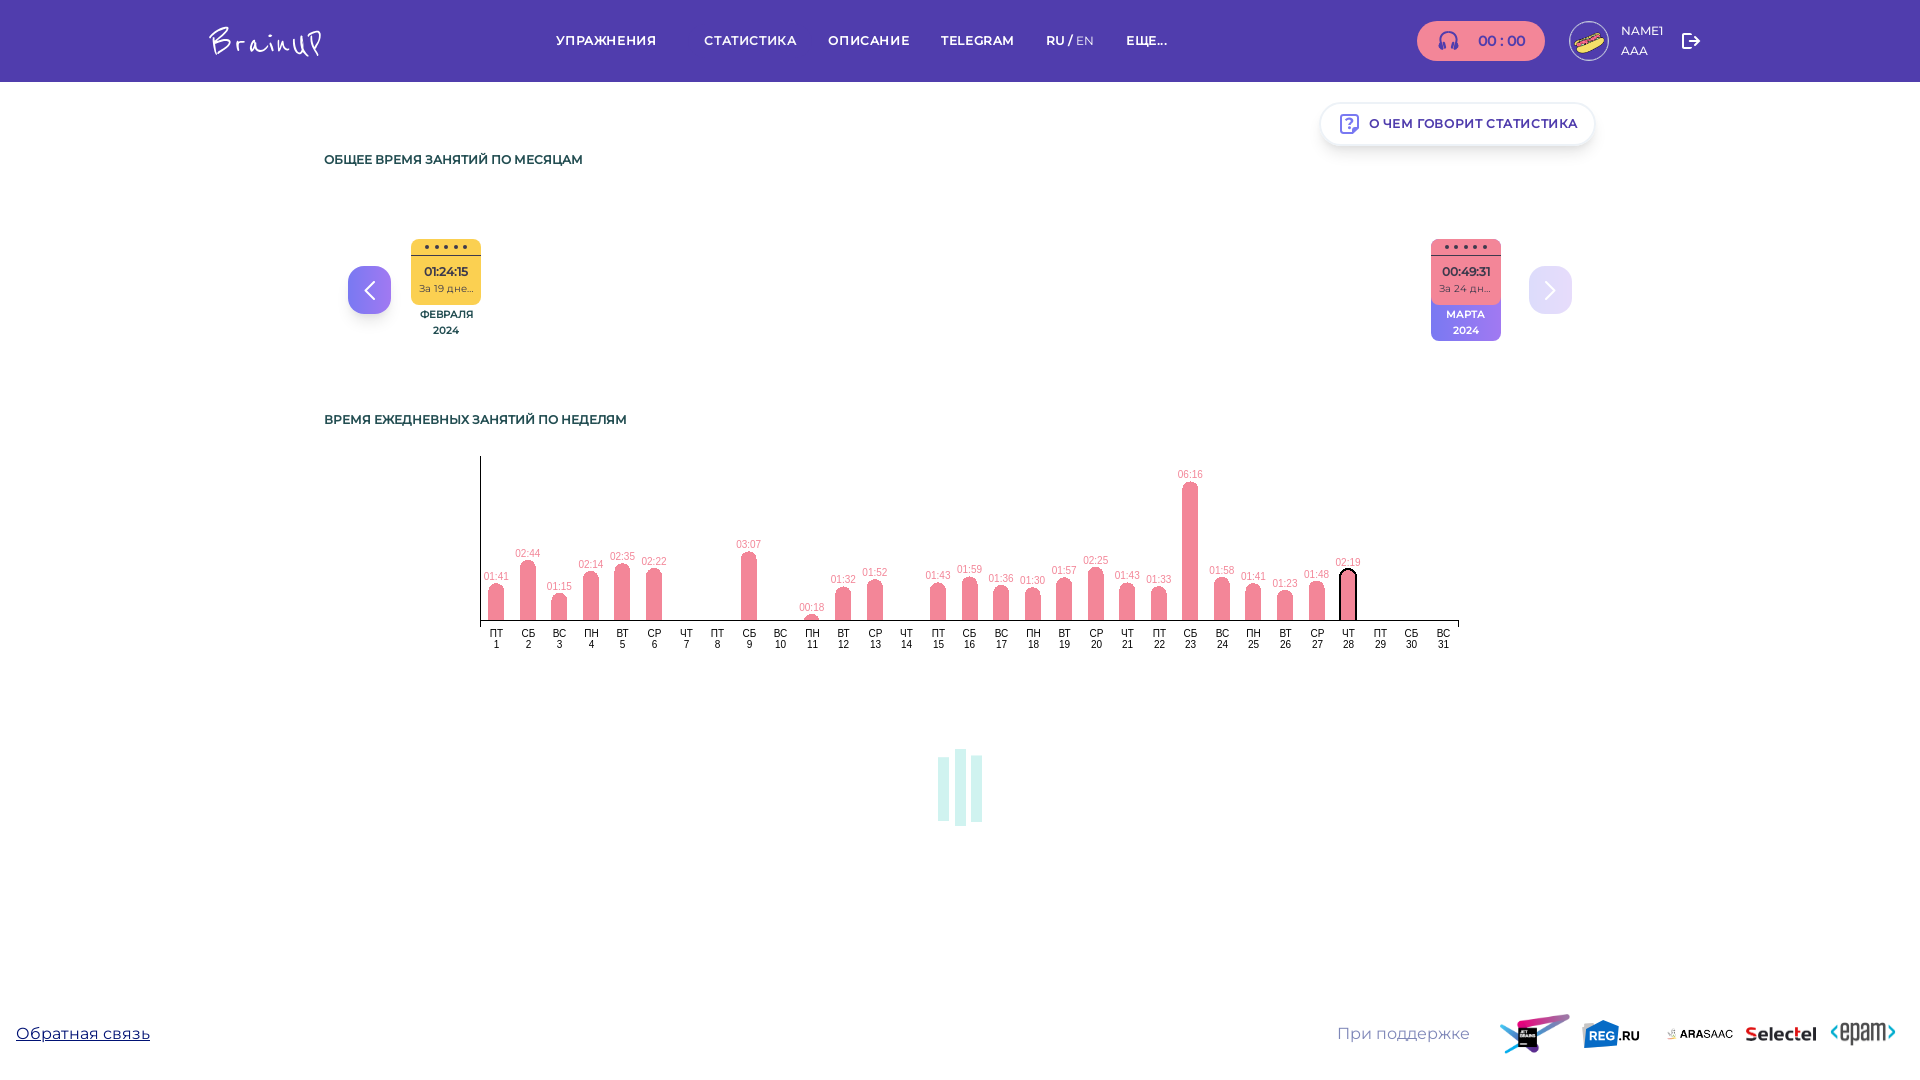 BrainUP
УПРАЖНЕНИЯ СТАТИСТИКА ОПИСАНИЕ TELEGRAM RU / EN ЕЩЕ...
00 : 00
NAME1
AAA
О ЧЕМ ГОВОРИТ СТАТИСТИКА
ОБЩЕЕ ВРЕМЯ ЗАНЯТИЙ ПО МЕСЯЦАМ
01:24:15
За 19 дне...
ФЕВРАЛЯ
2024
00:49:31
За 24 дн...
МАРТА
2024
ВРЕМЯ ЕЖЕДНЕВНЫХ ЗАНЯТИЙ ПО НЕДЕЛЯМ
01:41 02:44 01:15 02:14 02:35 02:22 03:07 00:18 01:32 01:52 01:43 01:59 01:36 01:30 01:57 02:25 01:43 01:33 06:16 01:58 01:41 01:23 01:48 02:19
ПТ СБ ВС ПН ВТ СР ЧТ ПТ СБ ВС ПН ВТ СР ЧТ ПТ СБ ВС ПН ВТ СР ЧТ ПТ СБ ВС ПН ВТ СР ЧТ ПТ СБ ВС
1 2 3 4 5 6 7 8 9 10 11 12 13 14 15 16 17 18 19 20 21 22 23 24 25 26 27 28 29 30 31
Обратная связь
При поддержке
JET
BRAINS
REG.RU
ARASAAC
Selectel
<epam>